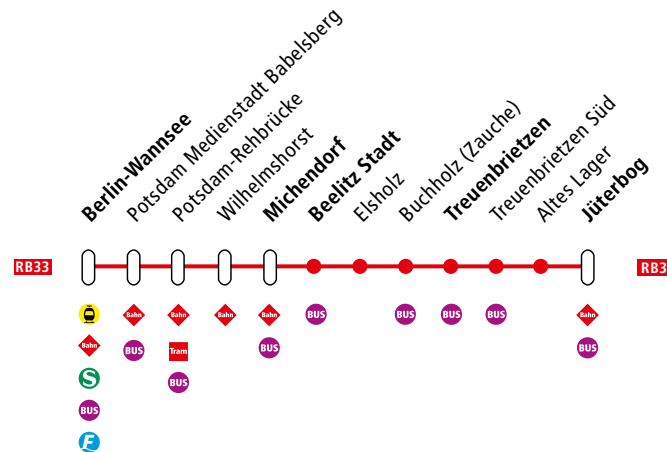 Berlin-Wannsee
Potsdam Medienstadt Babelsberg
Potsdam-Rehbrücke
Wilhelmshorst
Michendorf
Beelitz Stadt
Elsholz
Buchholz (Zauche)
Treuenbrietzen
Treuenbrietzen Süd
Altes Lager
Jüterbog
RB33
RB3
Bahn Bahn Bahn Bahn Bahn
BUS BUS BUS BUS
Bahn BUS Tram BUS BUS
S BUS
BUS
F